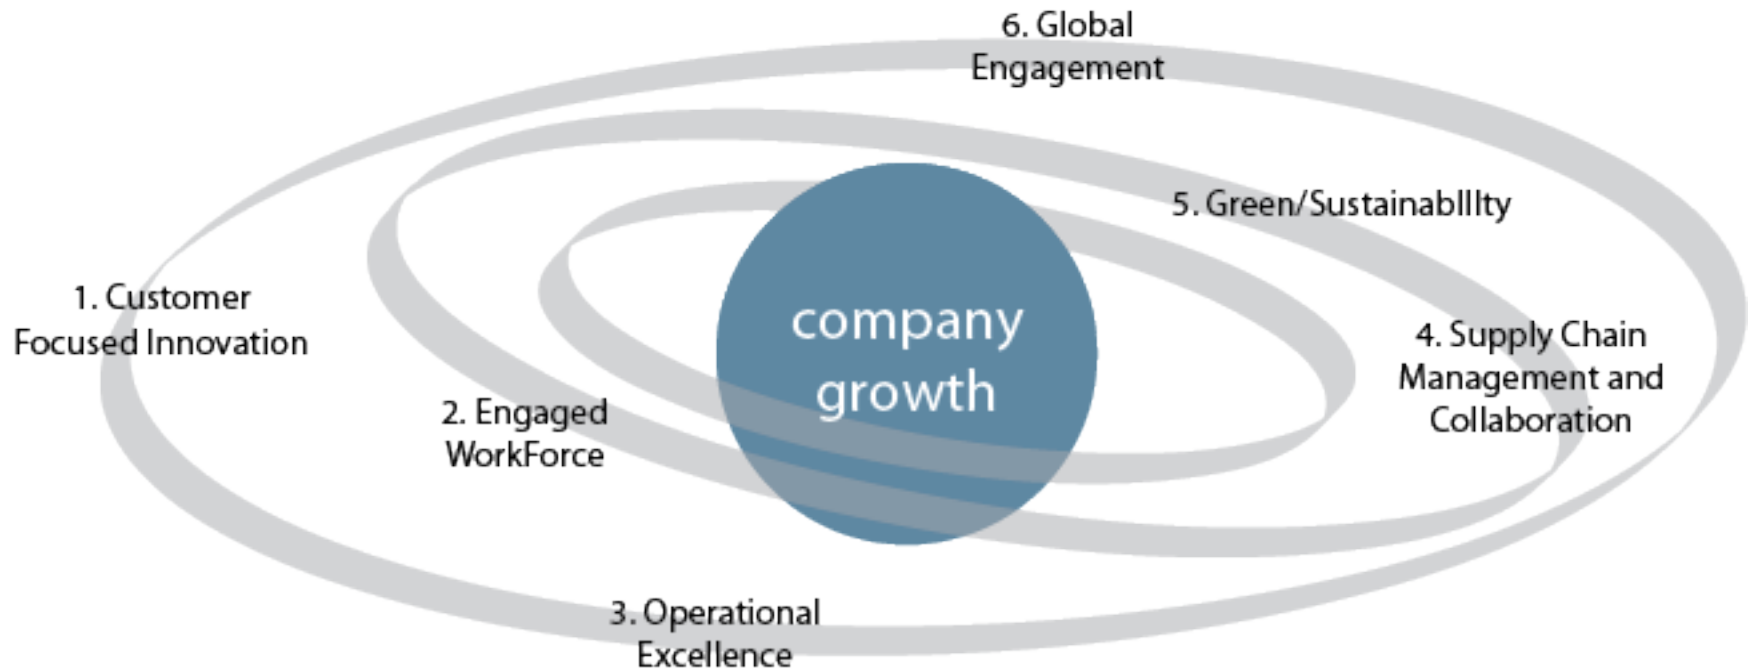 6. Global
Engagement
5. Green/Sustainablllty
1. Customer
Focused Innovation
company
growth
4. Supply Chain
Management and
Collaboration
2. Engaged
WorkForce
3. Operational
Excellence